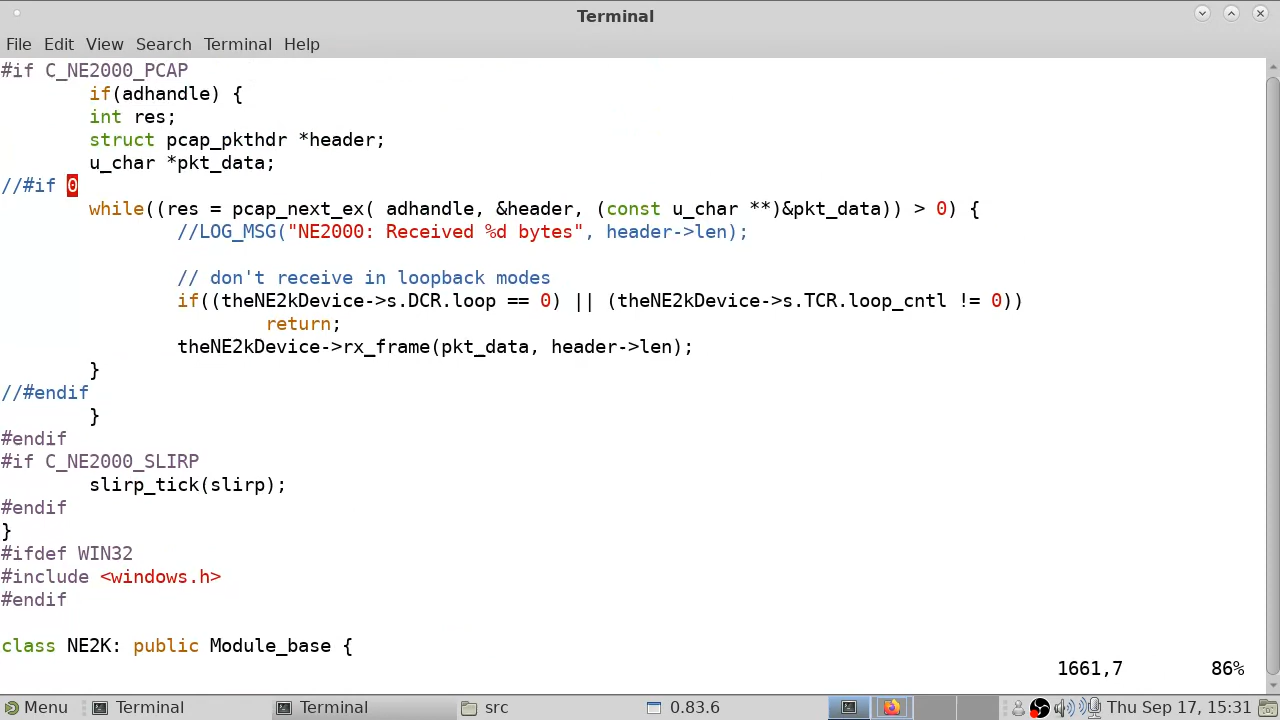 Terminal
File Edit View Search Terminal Help
#if C_NE2000_PCAP
if(adhandle) {
int res;
struct pcap_pkthdr *header;
u_char *pkt_data;
//#if 0
while((res = pcap_next_ex( adhandle, &header, (const u_char **)&pkt_data)) > 0) {
//LOG_MSG("NE2000: Received %d bytes", header->len);
// don't receive in loopback modes
if((theNE2kDevice->s.DCR.loop == 0) || (theNE2kDevice->s.TCR.loop_cntl != 0))
return;
theNE2kDevice->rx_frame(pkt_data, header->len);
}
//#endif
}
#endif
#if C_NE2000_SLIRP
slirp_tick(slirp);
#endif
}
#ifdef WIN32
#include <windows.h>
#endif
class NE2K: public Module_base {
1661,7 86%
Menu Terminal Terminal src 0.83.6 Thu Sep 17, 15:31